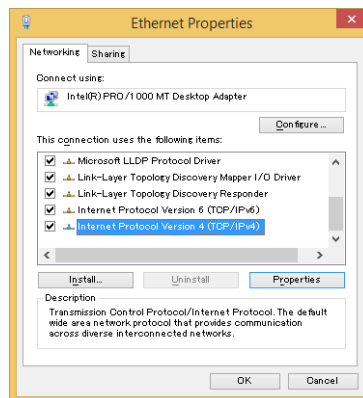 Ethernet Properties
Networking
Sharing
Connect using:
Intel(R) PRO/1000 MT Desktop Adapter
Configure...
This connection uses the following items:
Microsoft LLDP Protocol Driver
Link-Layer Topology Discovery Mapper I/O Driver
Link-Layer Topology Discovery Responder
Internet Protocol Version 6 (TCP/IPv6)
Internet Protocol Version 4 (TCP/IPv4)
Install...
Uninstall
Properties
Description
Transmission Control Protocol/Internet Protocol. The default
wide area network protocol that provides communication
across diverse interconnected networks.
OK
Cancel